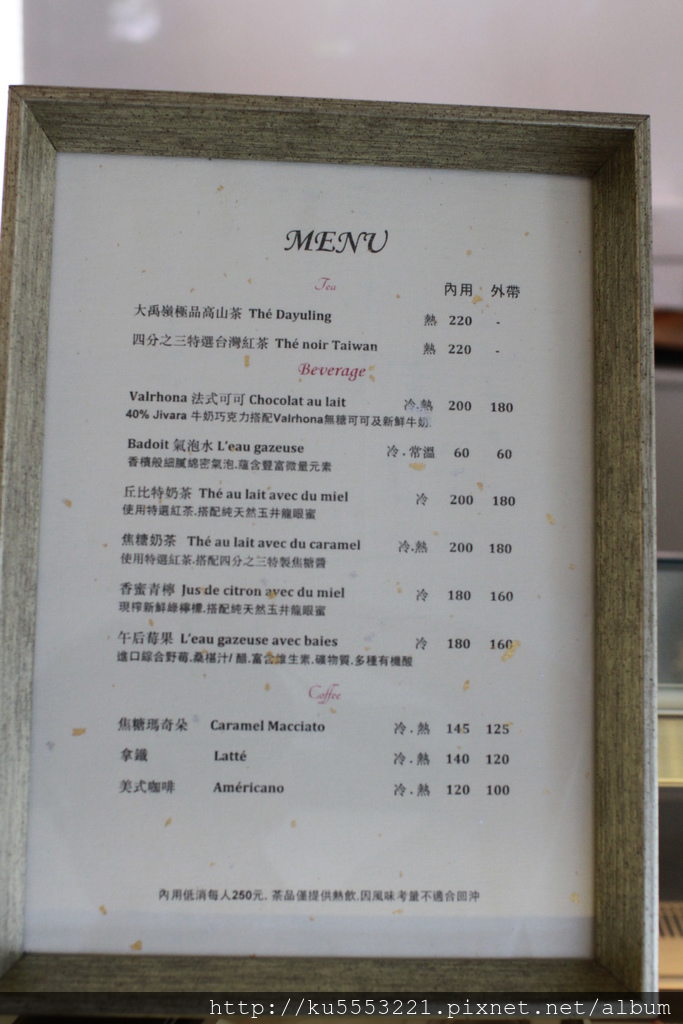 MENU
Tea 內用 外帶
大禹嶺極品高山茶 Thé Dayuling 熱 220 -
四分之三特選台灣紅茶 Thé noir Taiwan 熱 220 -
Beverage
Valrhona 法式可可 Chocolat au lait 冷.熱 200 180
40% Jivara 牛奶巧克力搭配Valrhona無糖可可及新鮮牛奶.
Badoit 氣泡水 L'eau gazeuse 冷.常溫 60 60
香檳般細膩綿密氣泡.蘊含豐富微量元素
丘比特奶茶 Thé au lait avec du miel 冷 200 180
使用特選紅茶.搭配純天然玉井龍眼蜜
焦糖奶茶 Thé au lait avec du caramel 冷.熱 200 180
使用特選紅茶.搭配四分之三特製焦糖醬
香蜜青檸 Jus de citron avec du miel 冷 180 160
現榨新鮮綠檸檬.搭配純天然玉井龍眼蜜
午后莓果 L'eau gazeuse avec baies 冷 180 160
進口綜合野莓.桑椹汁/ 醋.富含維生素.礦物質.多種有機酸
Coffee
焦糖瑪奇朵 Caramel Macciato 冷.熱 145 125
拿鐵 Latté 冷.熱 140 120
美式咖啡 Américano 冷.熱 120 100
內用低消每人250元. 茶品僅提供熱飲.因風味考量不適合回沖
http://ku5553221.pixnet.net/album